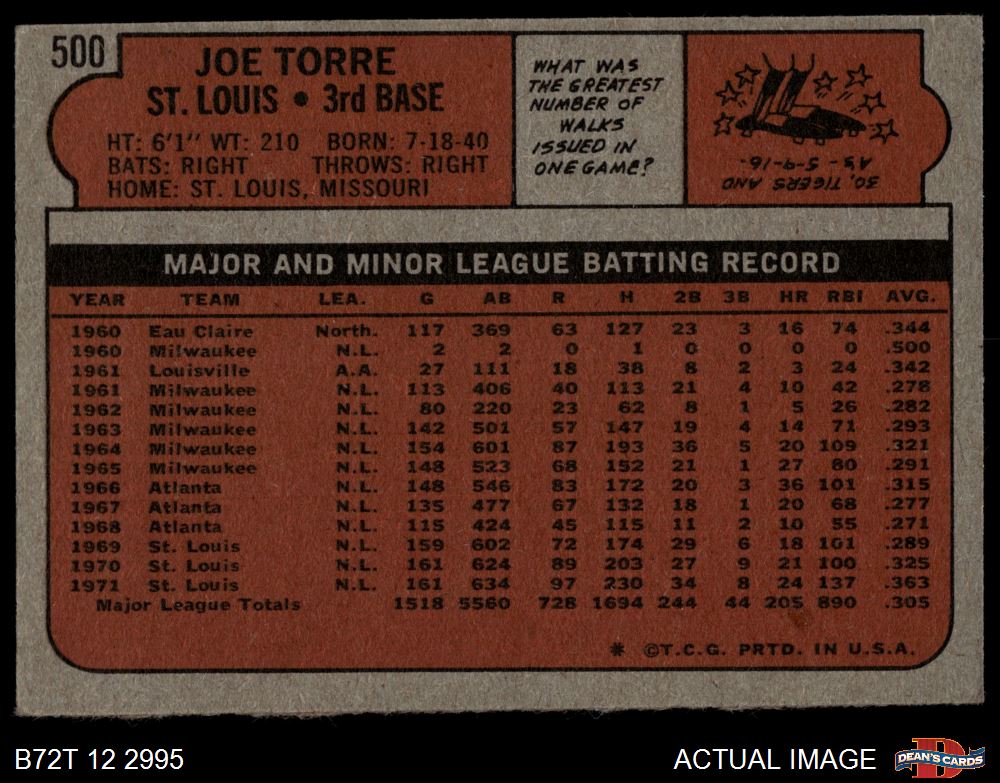 500
JOE TORRE
ST. LOUIS • 3rd BASE
HT: 6'1" WT: 210 BORN: 7-18-40
BATS: RIGHT THROWS: RIGHT
HOME: ST. LOUIS, MISSOURI
WHAT WAS
THE GREATEST
NUMBER OF
WALKS
ISSUED IN
ONE GAME?
30, TIGERS AND
A'S - 5-9-16.
MAJOR AND MINOR LEAGUE BATTING RECORD
YEAR TEAM LEA. G AB R H 2B 3B HR RBI AVG.
1960 Eau Claire North. 117 369 63 127 23 3 16 74 .344
1960 Milwaukee N.L. 2 2 0 1 0 0 0 0 .500
1961 Louisville A.A. 27 111 18 38 8 2 3 24 .342
1961 Milwaukee N.L. 113 406 40 113 21 4 10 42 .278
1962 Milwaukee N.L. 80 220 23 62 8 1 5 26 .282
1963 Milwaukee N.L. 142 501 57 147 19 4 14 71 .293
1964 Milwaukee N.L. 154 601 87 193 36 5 20 109 .321
1965 Milwaukee N.L. 148 523 68 152 21 1 27 80 .291
1966 Atlanta N.L. 148 546 83 172 20 3 36 101 .315
1967 Atlanta N.L. 135 477 67 132 18 1 20 68 .277
1968 Atlanta N.L. 115 424 45 115 11 2 10 55 .271
1969 St. Louis N.L. 159 602 72 174 29 6 18 101 .289
1970 St. Louis N.L. 161 624 89 203 27 9 21 100 .325
1971 St. Louis N.L. 161 634 97 230 34 8 24 137 .363
Major League Totals 1518 5560 728 1694 244 44 205 890 .305
* ©T.C.G. PRTD. IN U.S.A.
B72T 12 2995
ACTUAL IMAGE
D
DEAN'S CARDS